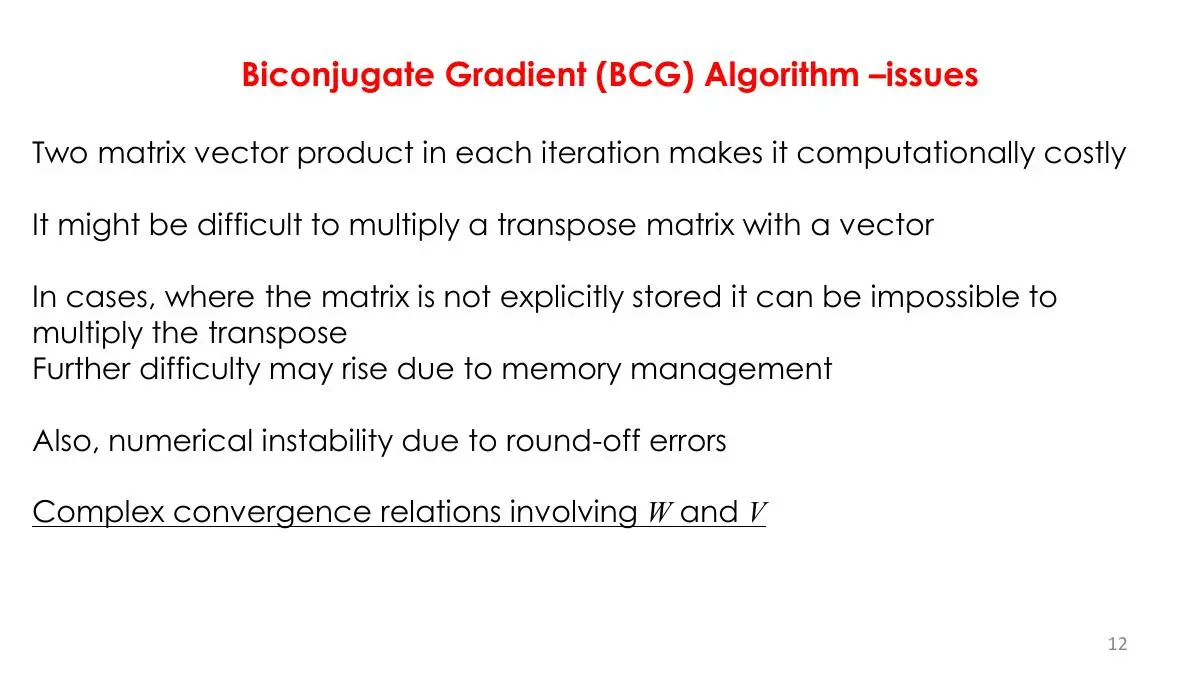 Biconjugate Gradient (BCG) Algorithm –issues
Two matrix vector product in each iteration makes it computationally costly
It might be difficult to multiply a transpose matrix with a vector
In cases, where the matrix is not explicitly stored it can be impossible to
multiply the transpose
Further difficulty may rise due to memory management
Also, numerical instability due to round-off errors
Complex convergence relations involving W and V
12